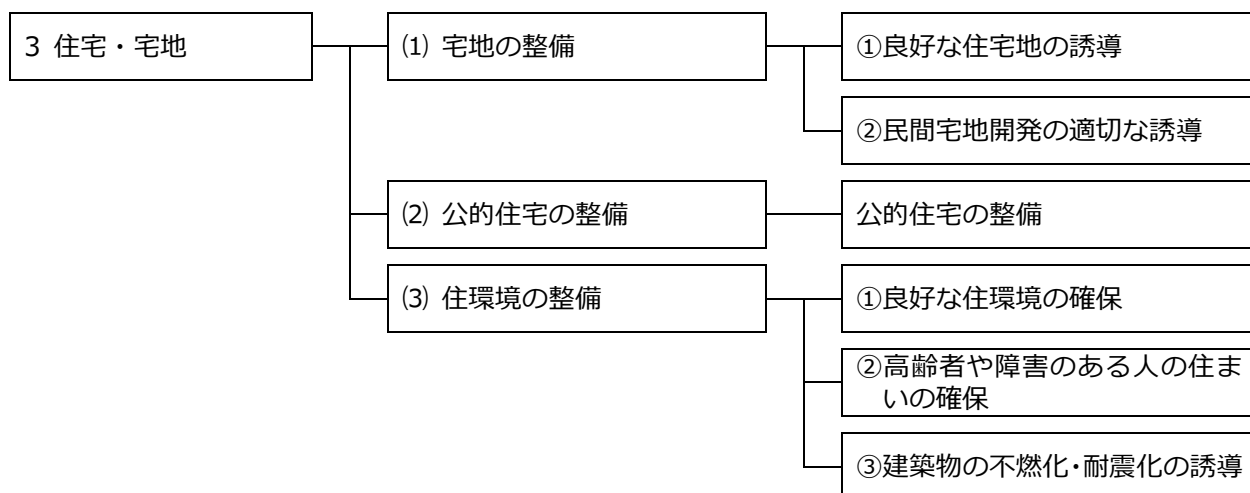 3 住宅・宅地
⑴ 宅地の整備
①良好な住宅地の誘導
②民間宅地開発の適切な誘導
⑵ 公的住宅の整備
公的住宅の整備
⑶ 住環境の整備
①良好な住環境の確保
②高齢者や障害のある人の住ま
いの確保
③建築物の不燃化・耐震化の誘導